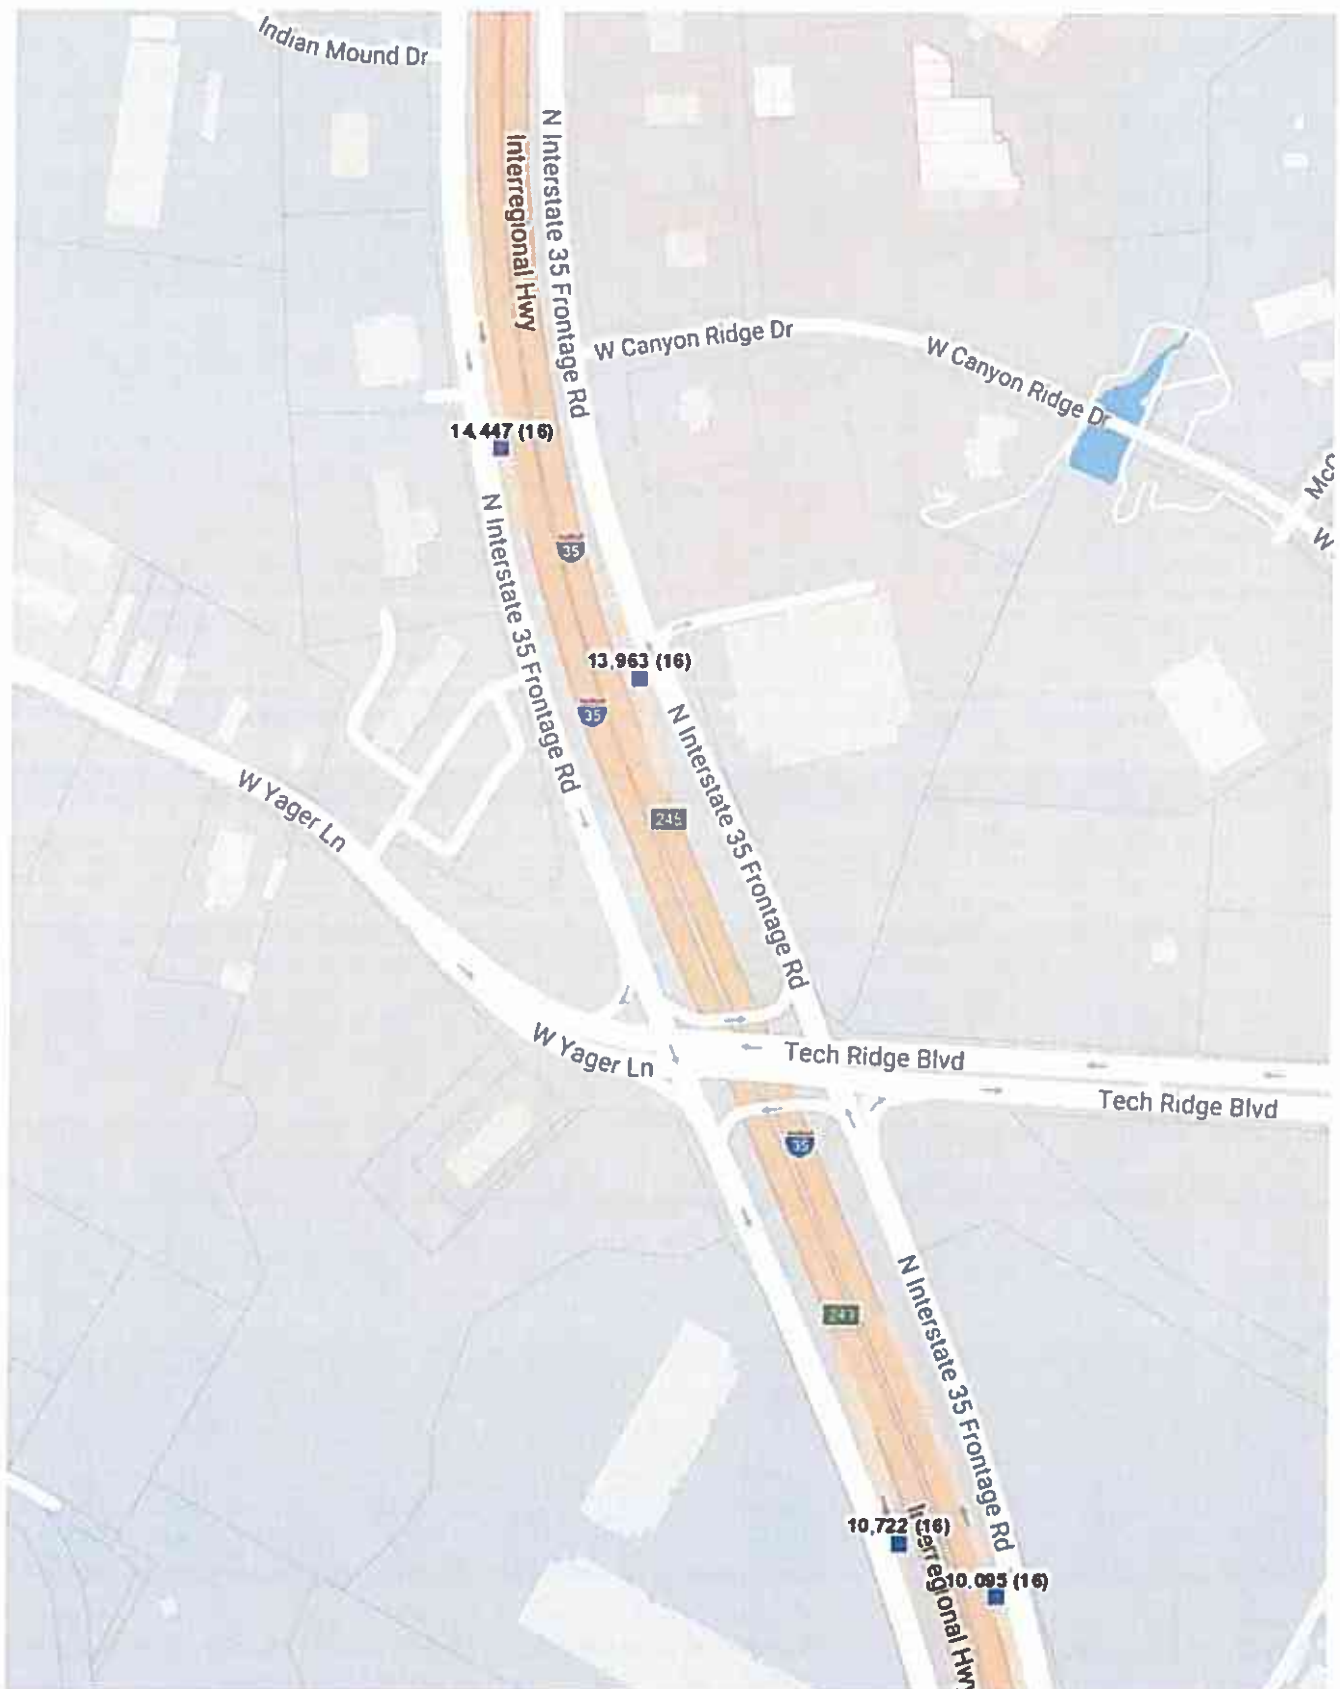 Indian Mound Dr
N Interstate 35 Frontage Rd
Interregional Hwy
W Canyon Ridge Dr
W Canyon Ridge Dr
14,447 (16)
McC
W
N Interstate 35 Frontage Rd
35
13,963 (16)
35
N Interstate 35 Frontage Rd
W Yager Ln
W Yager Ln
Tech Ridge Blvd
Tech Ridge Blvd
35
N Interstate 35 Frontage Rd
10,722 (16)
Interregional Hwy
10,095 (16)